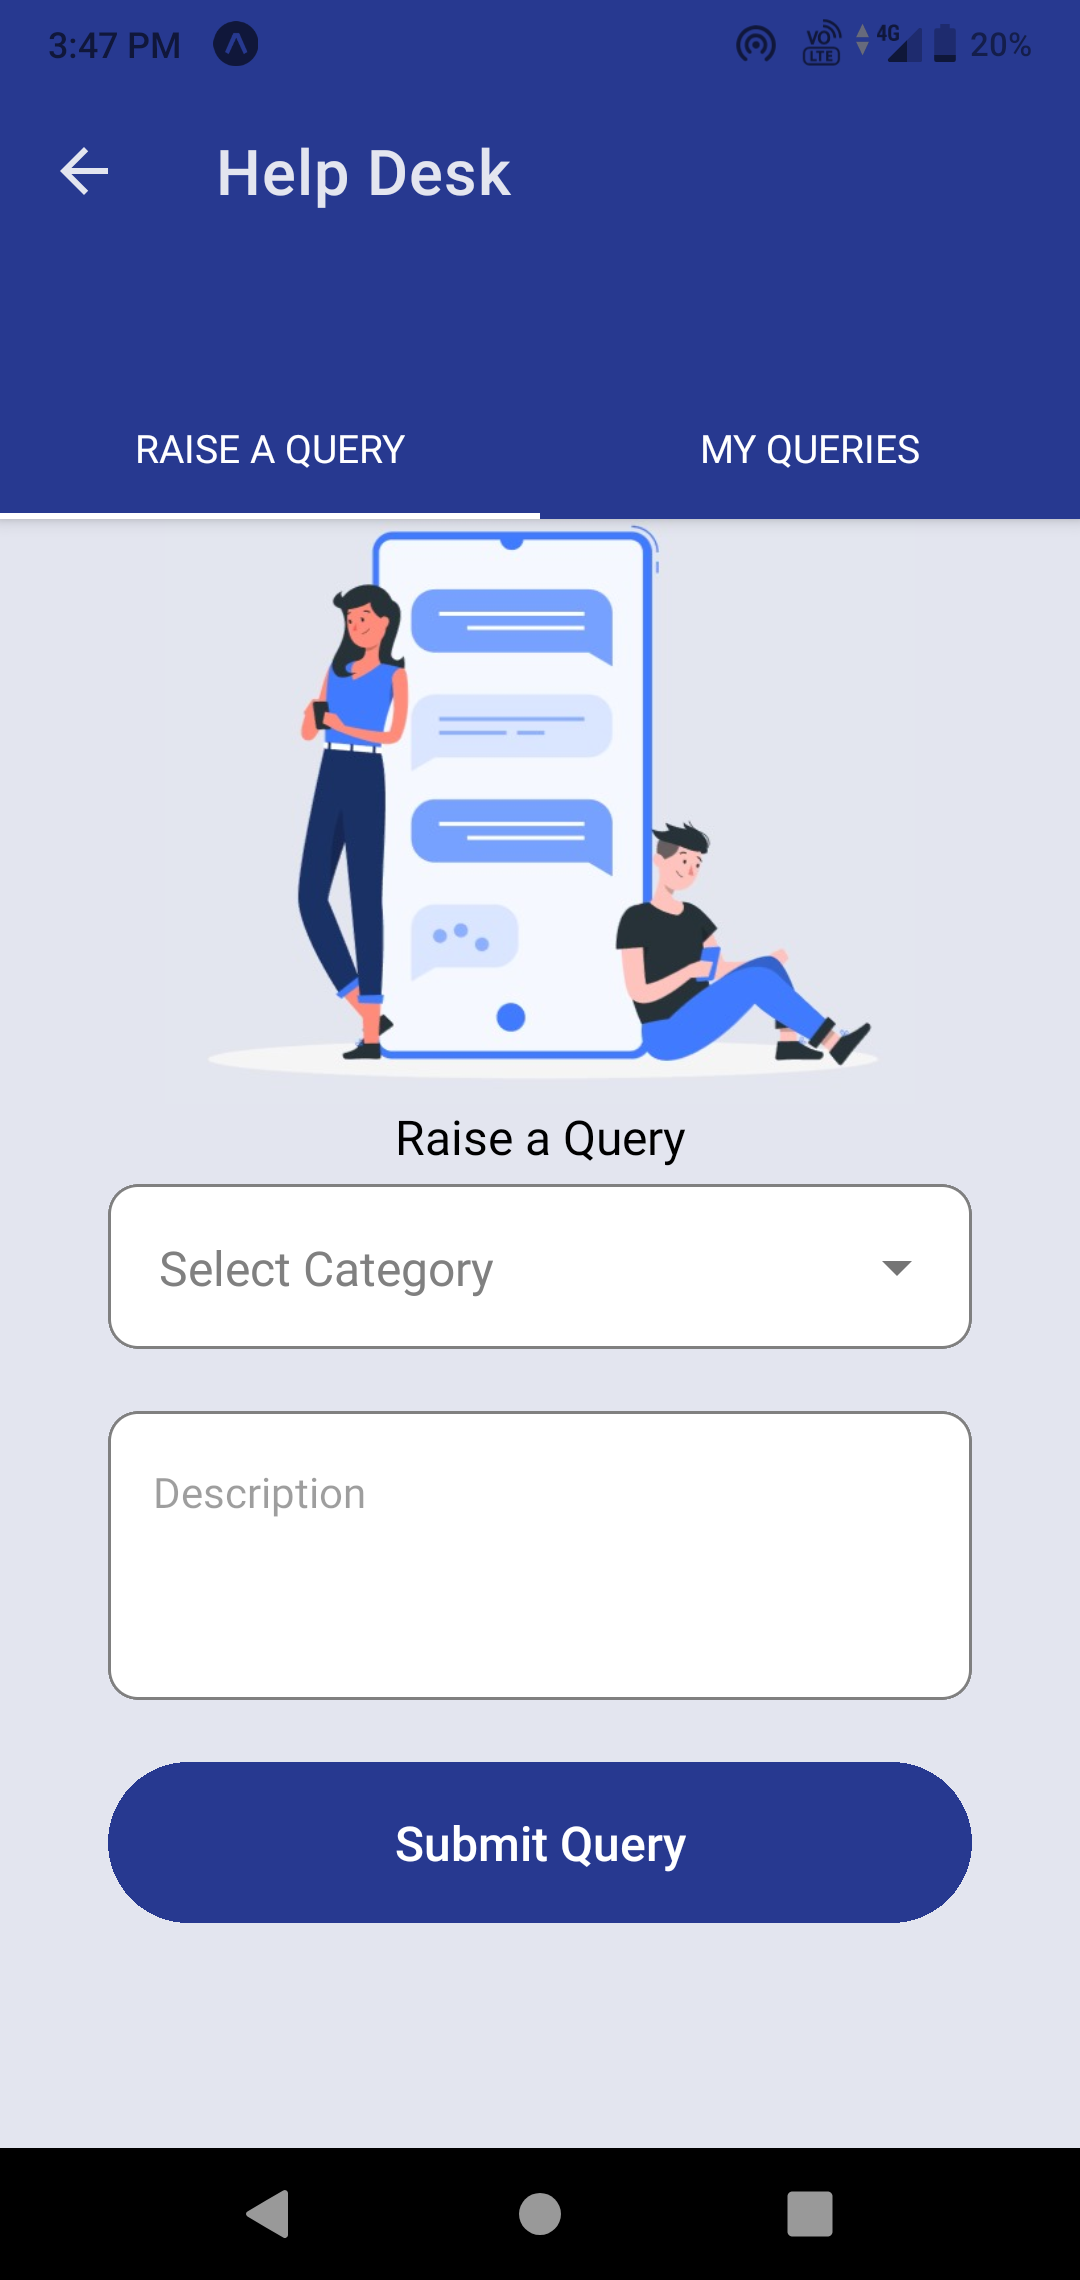 3:47 PM VO LTE 4G 20%
Help Desk
RAISE A QUERY MY QUERIES
Raise a Query
Select Category
Description
Submit Query